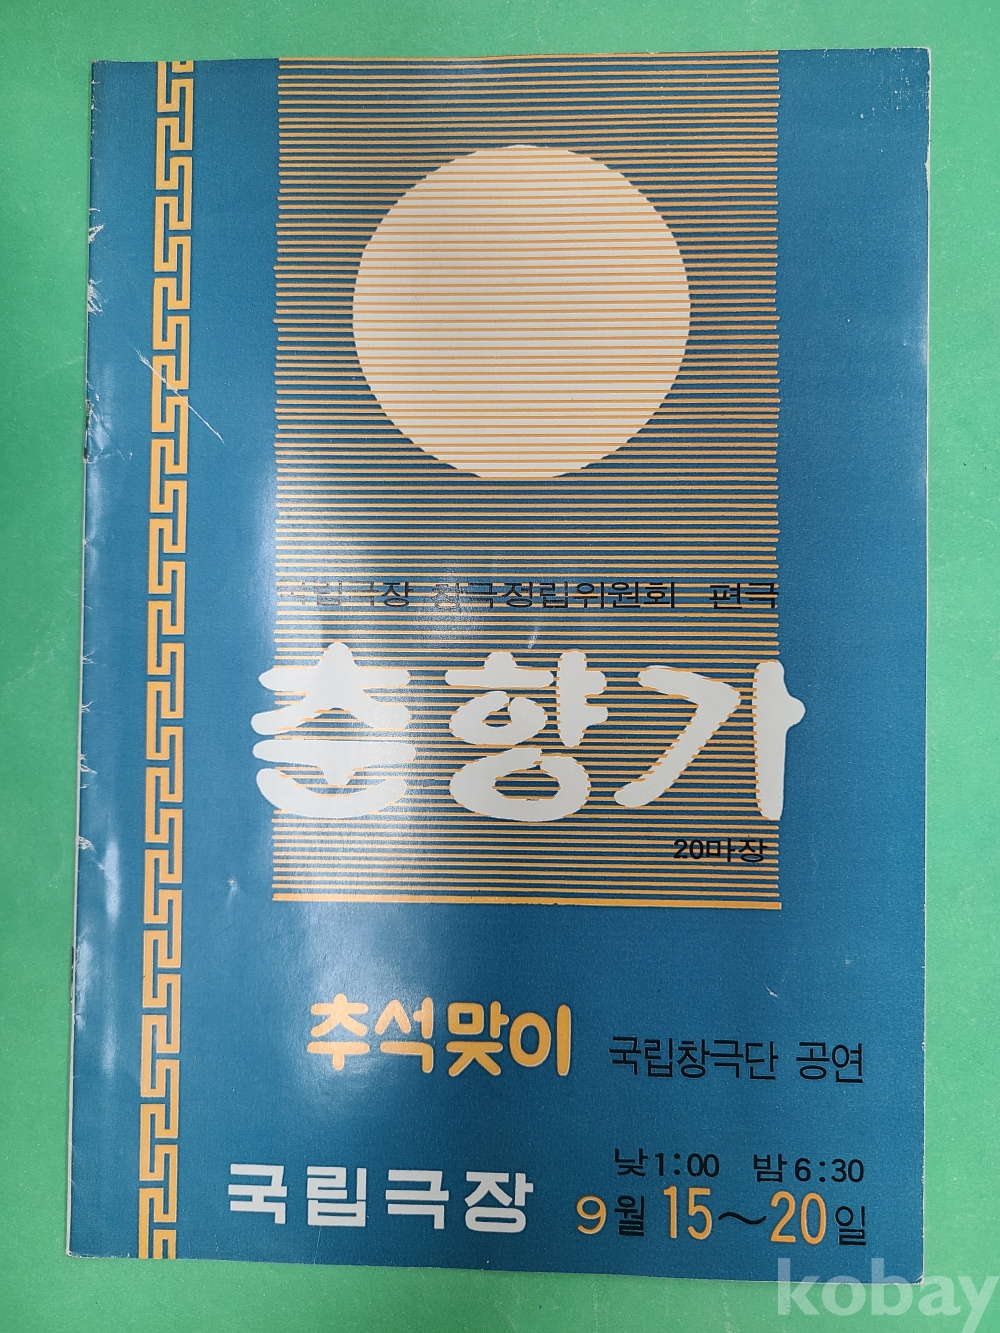 국립극장 창극정립위원회 편극
춘향가
20마상
추석맞이 국립창극단 공연
낮1:00 밤6:30
국립극장 9월 15~20일
kobay